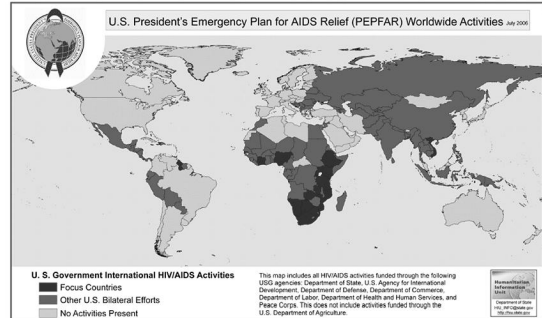 U.S. President's Emergency Plan for AIDS Relief (PEPFAR) Worldwide Activities July 2006
U. S. Government International HIV/AIDS Activities
Focus Countries
Other U.S. Bilateral Efforts
No Activities Present
This map includes all HIV/AIDS activities funded through the following
USG agencies: Department of State, U.S. Agency for International
Development, Department of Defense, Department of Commerce,
Department of Labor, Department of Health and Human Services, and
Peace Corps. This does not include activities funded through the
U.S. Department of Agriculture.
Humanitarian
Information
Unit
Department of State